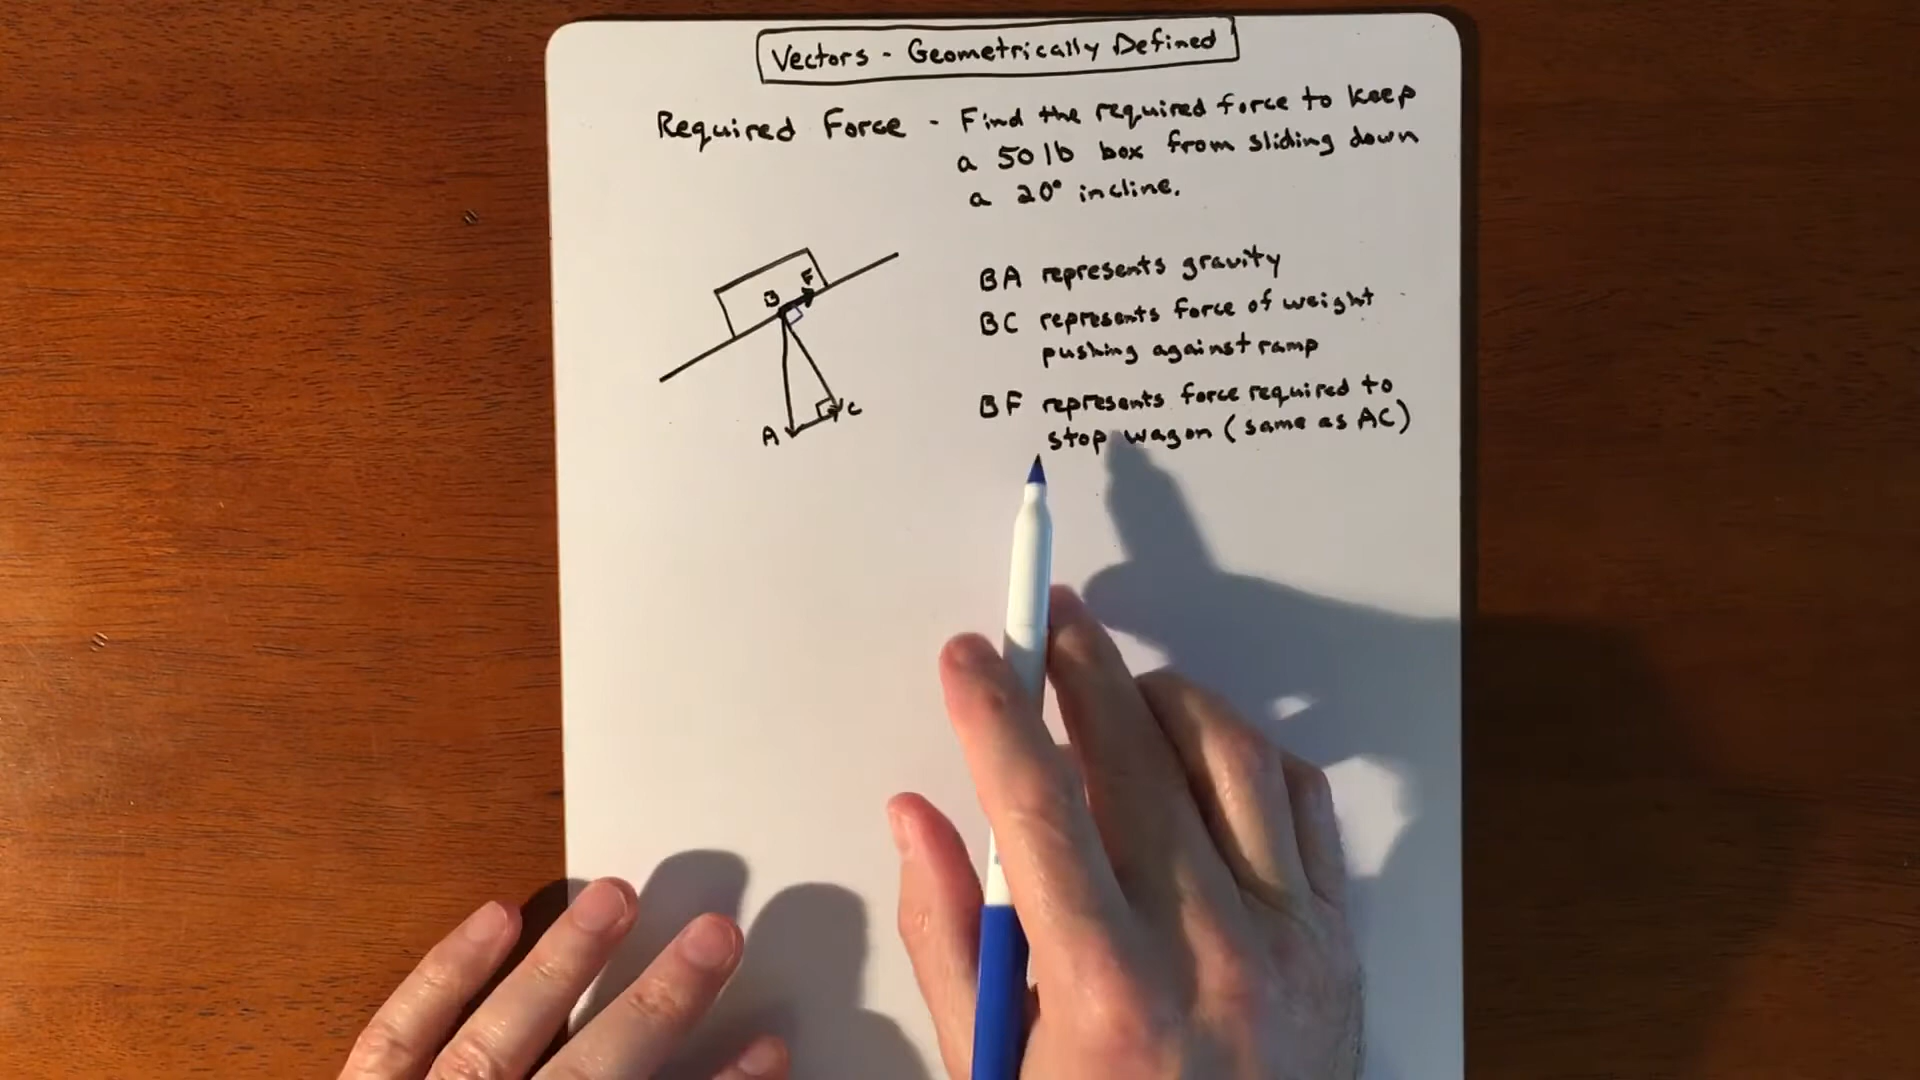 Vectors - Geometrically Defined
Required Force - Find the required force to keep
a 50 lb box from sliding down
a 20° incline.
BA represents gravity
BC represents force of weight
pushing against ramp
BF represents force required to
stop wagon (same as AC)
B F
A C